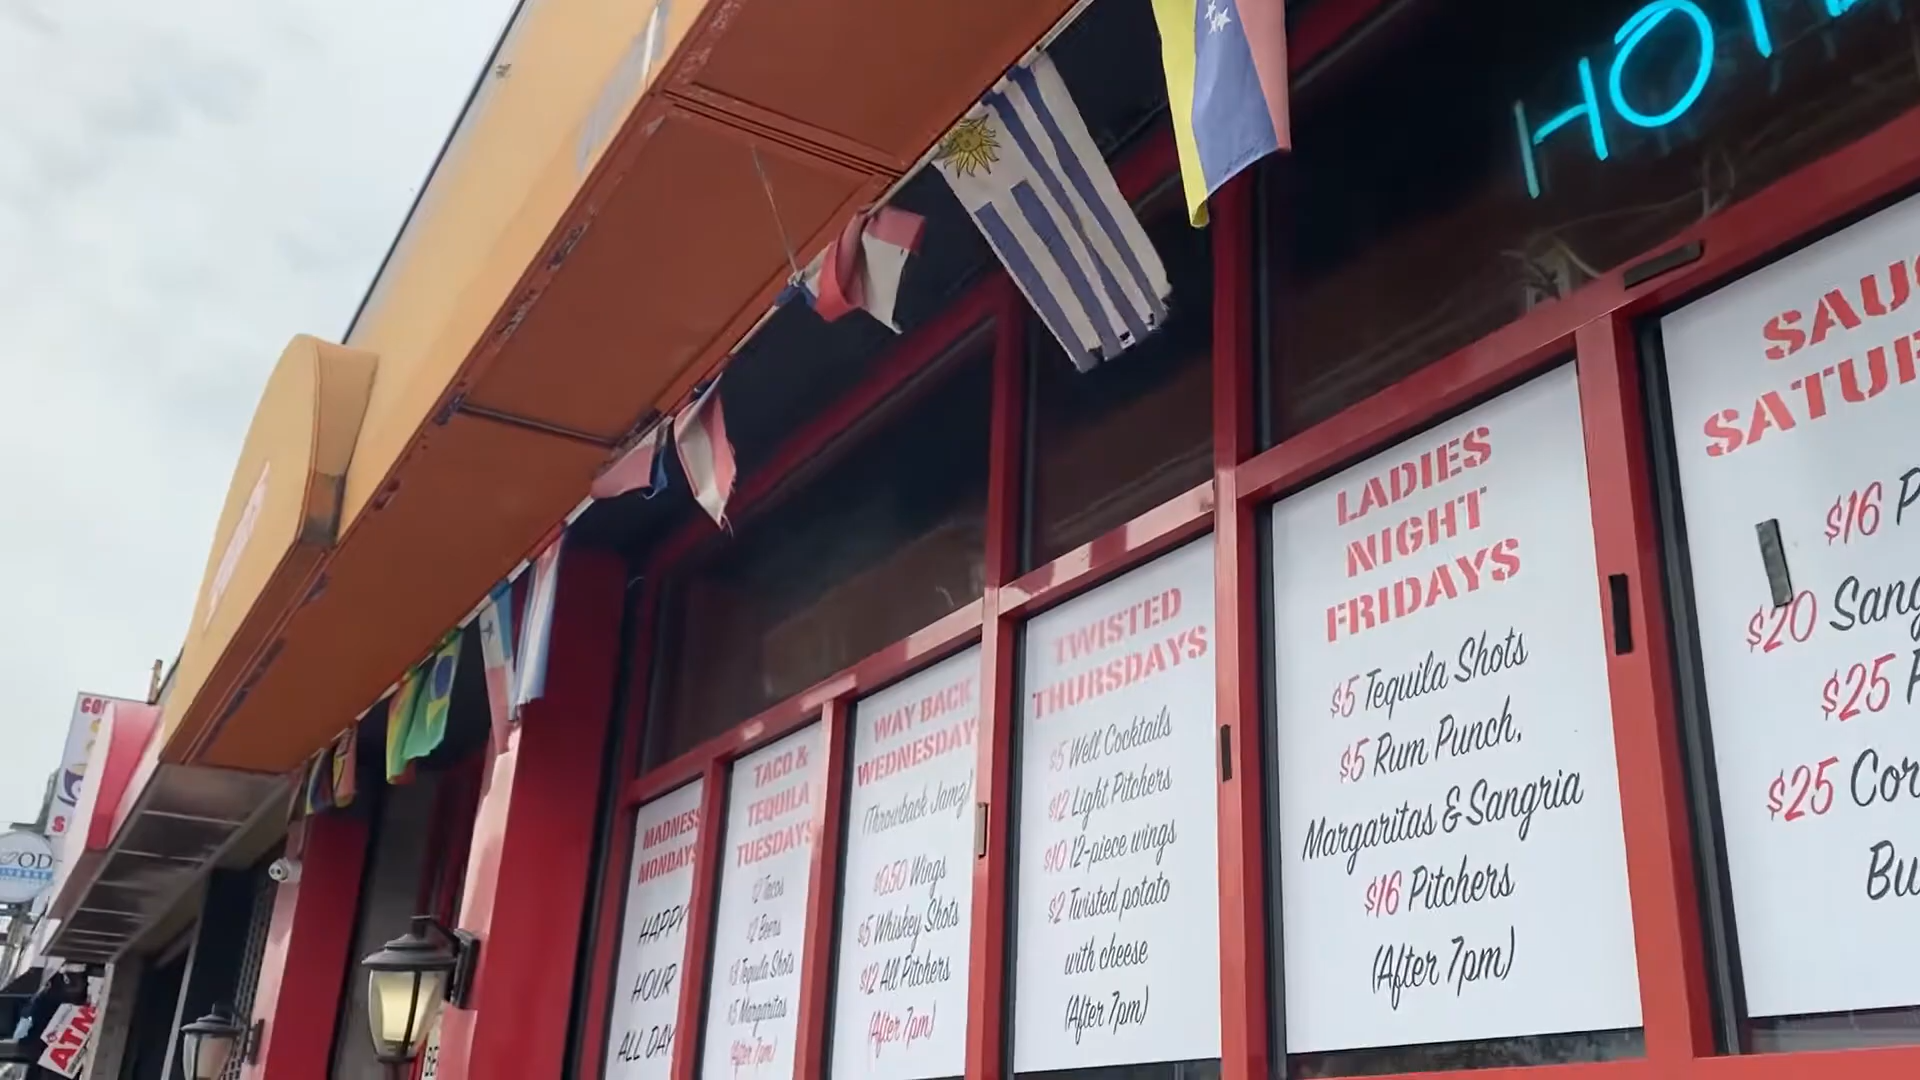 MADNESS
MONDAYS
HAPPY
HOUR
ALL DAY
TACO &
TEQUILA
TUESDAYS
Tacos
$2 Beers
$3 Tequila Shots
$5 Margaritas
(After 7pm)
WAY BACK
WEDNESDAYS
(Throwback Jamz)
$0.50 Wings
$5 Whiskey Shots
$12 All Pitchers
(After 7pm)
TWISTED
THURSDAYS
$5 Well Cocktails
$12 Light Pitchers
$10 12-piece wings
$2 Twisted potato
with cheese
(After 7pm)
LADIES
NIGHT
FRIDAYS
$5 Tequila Shots
$5 Rum Punch,
Margaritas & Sangria
$16 Pitchers
(After 7pm)
SAUC
SATUR
$16 P
$20 Sang
$25
$25 Cor
Bu
HOT
ATM